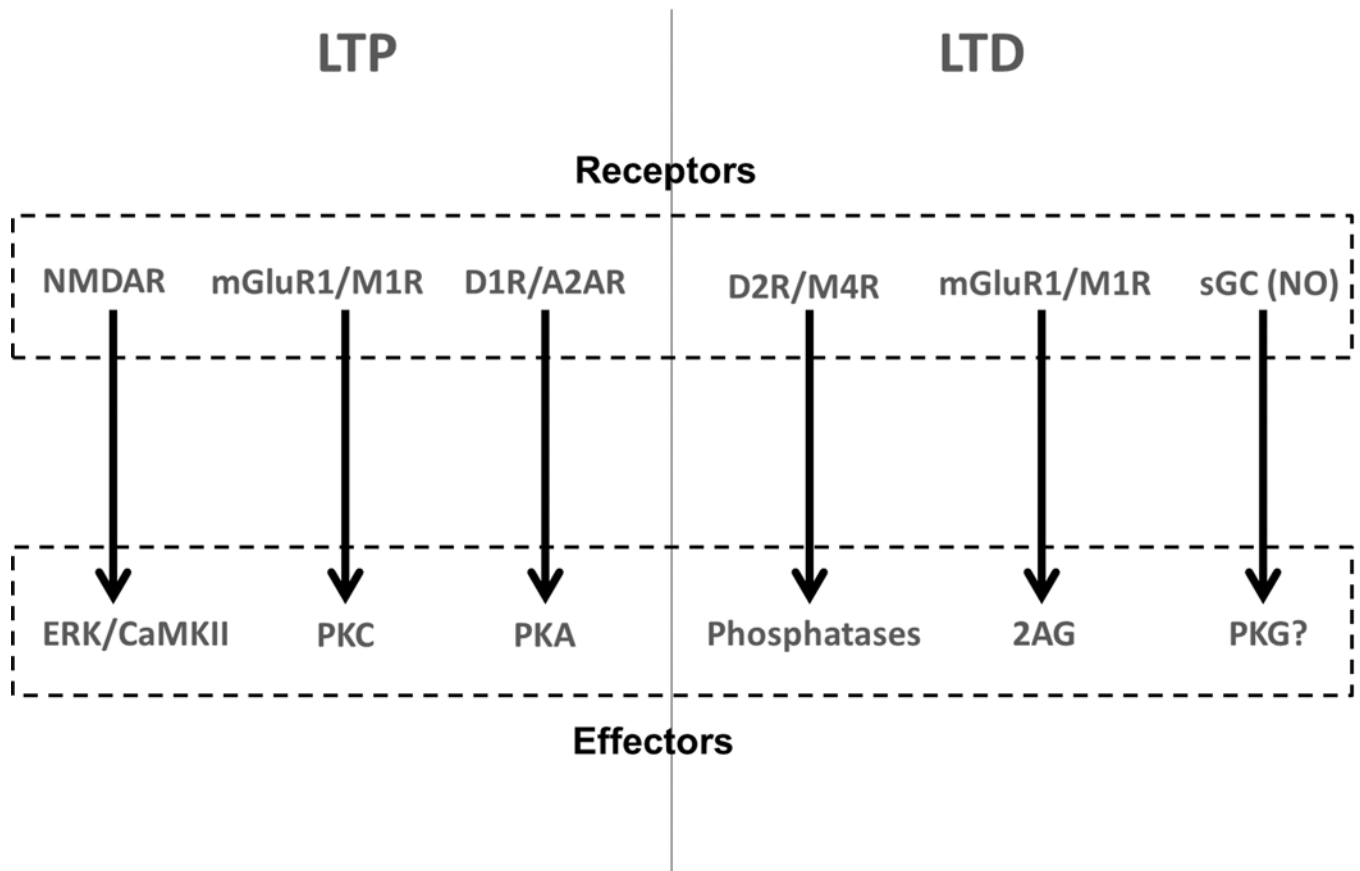 LTP
LTD
Receptors
NMDAR mGluR1/M1R D1R/A2AR D2R/M4R mGluR1/M1R sGC (NO)
ERK/CaMKII PKC PKA Phosphatases 2AG PKG?
Effectors